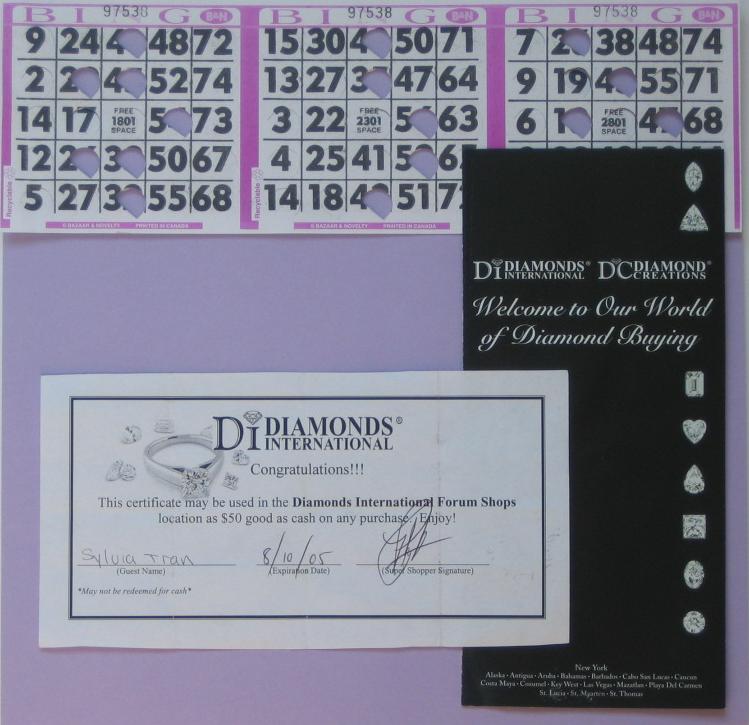 97538 97538 97538
B I N G O B&N
B I N G O B&N
B I N G B&N
9 24 48 72
2 52 74
14 17 FREE 1801 SPACE 73
12 50 67
5 27 55 68
15 30 50 71
13 27 47 64
3 22 FREE 2301 SPACE 63
4 25 41
14 18 51
7 38 48 74
9 19 55 71
6 FREE 2801 SPACE 68
Recyclable
Recyclable
© BAZAAR & NOVELTY PRINTED IN CANADA
© BAZAAR & NOVELTY PRINTED IN CANADA
DI DIAMONDS® INTERNATIONAL
DC DIAMOND® CREATIONS
Welcome to Our World
of Diamond Buying
DI DIAMONDS®
INTERNATIONAL
Congratulations!!!
This certificate may be used in the Diamonds International Forum Shops
location as $50 good as cash on any purchase. Enjoy!
Sylvia Tran 8/10/05
(Guest Name) (Expiration Date) (Super Shopper Signature)
*May not be redeemed for cash*
New York
Alaska • Antigua • Aruba • Bahamas • Barbados • Cabo San Lucas • Cancun
Costa Maya • Cozumel • Key West • Las Vegas • Mazatlan • Playa Del Carmen
St. Lucia • St. Maarten • St. Thomas